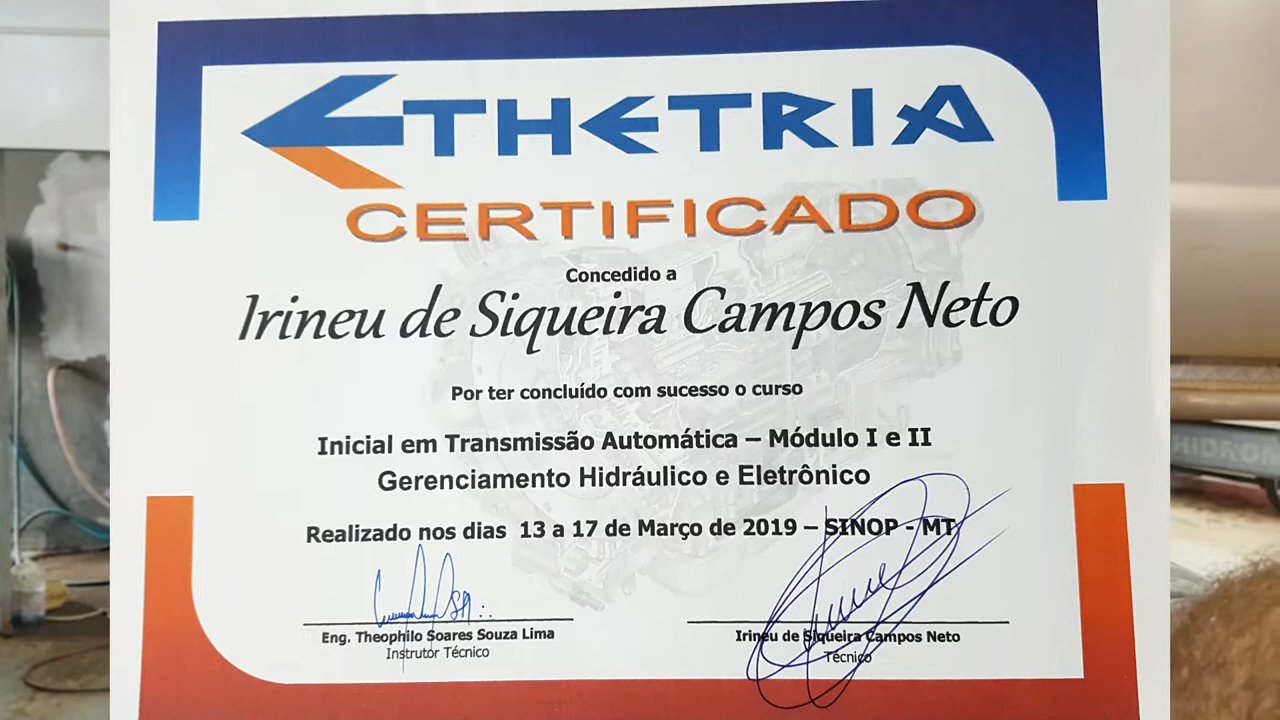 ETHETRIA
CERTIFICADO
Concedido a
Irineu de Siqueira Campos Neto
Por ter concluído com sucesso o curso
Inicial em Transmissão Automática – Módulo I e II
Gerenciamento Hidráulico e Eletrônico
Realizado nos dias 13 a 17 de Março de 2019 – SINOP - MT
Eng. Theophilo Soares Souza Lima
Instrutor Técnico
Irineu de Siqueira Campos Neto
Técnico